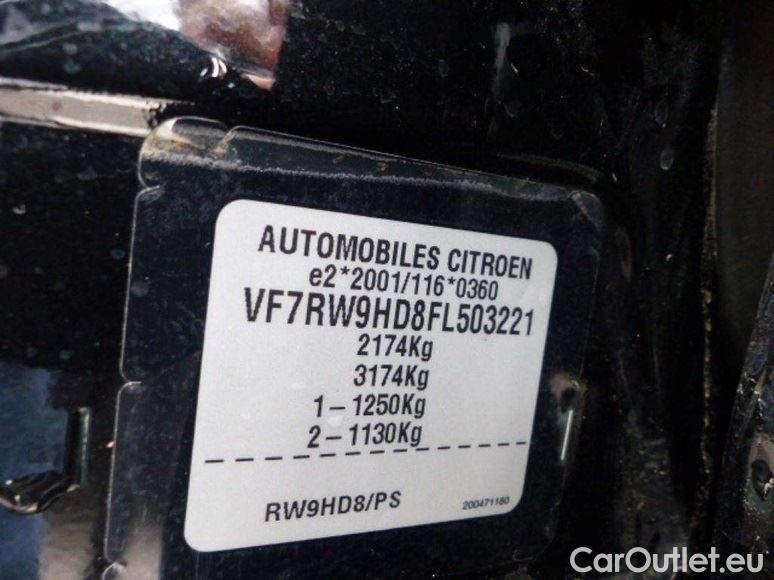 AUTOMOBILES CITROEN
e2*2001/116*0360
VF7RW9HD8FL503221
2174Kg
3174Kg
1-1250Kg
2-1130Kg
RW9HD8/PS
200471180
CarOutlet.eu